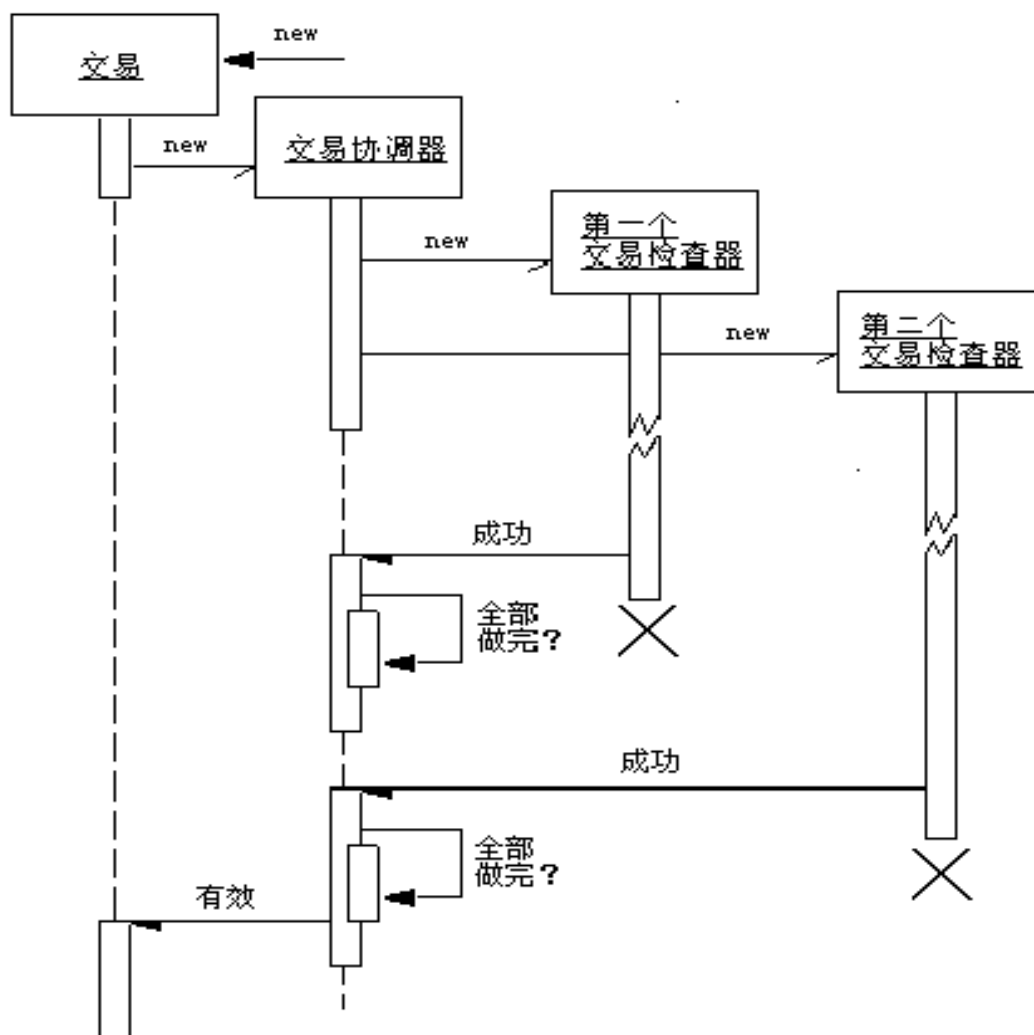 new
交易
new
交易协调器
new
第一个
交易检查器
new
第二个
交易检查器
成功
全部
做完?
成功
全部
做完?
有效